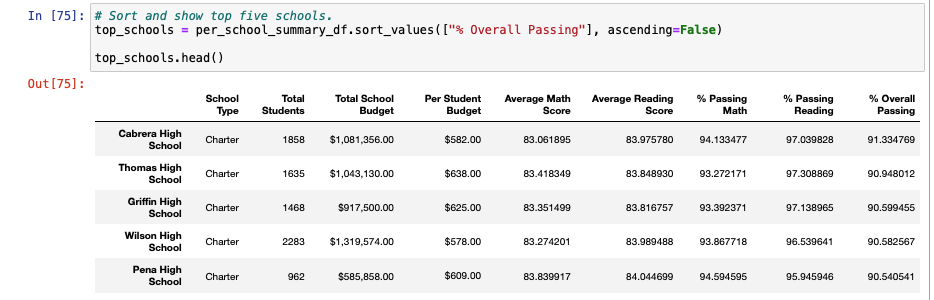 In [75]: # Sort and show top five schools.
top_schools = per_school_summary_df.sort_values(["% Overall Passing"], ascending=False)
top_schools.head()
Out[75]:
School Type Total Students Total School Budget Per Student Budget Average Math Score Average Reading Score % Passing Math % Passing Reading % Overall Passing
Cabrera High School Charter 1858 $1,081,356.00 $582.00 83.061895 83.975780 94.133477 97.039828 91.334769
Thomas High School Charter 1635 $1,043,130.00 $638.00 83.418349 83.848930 93.272171 97.308869 90.948012
Griffin High School Charter 1468 $917,500.00 $625.00 83.351499 83.816757 93.392371 97.138965 90.599455
Wilson High School Charter 2283 $1,319,574.00 $578.00 83.274201 83.989488 93.867718 96.539641 90.582567
Pena High School Charter 962 $585,858.00 $609.00 83.839917 84.044699 94.594595 95.945946 90.540541